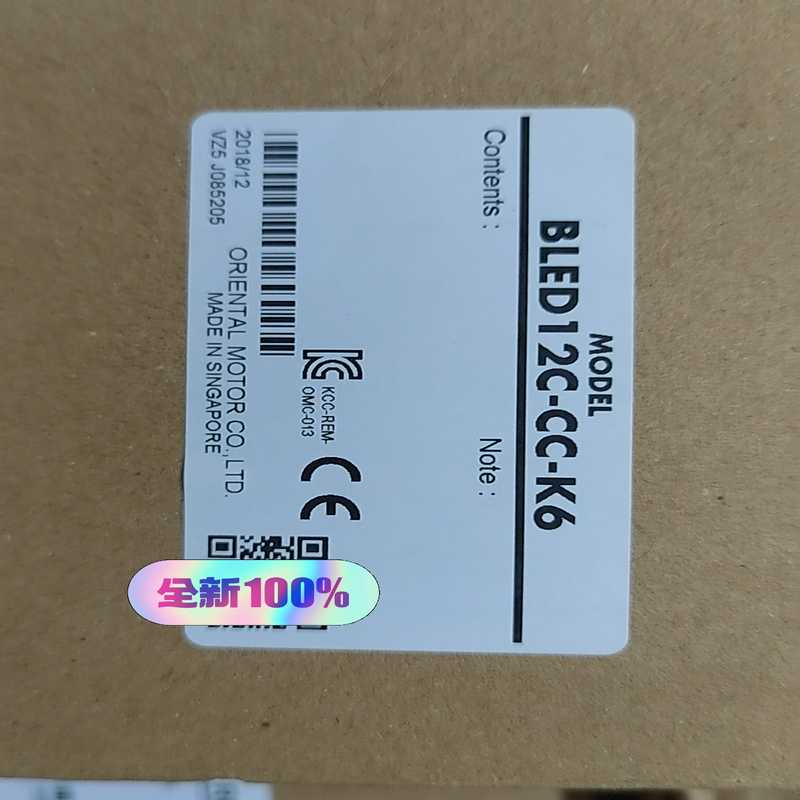 MODEL
BLED12C-CC-K6
Contents :
Note :
KCC-REM-
OMC-013
CE
2018/12
VZ5 J085205
ORIENTAL MOTOR CO.,LTD.
MADE IN SINGAPORE
全新100%